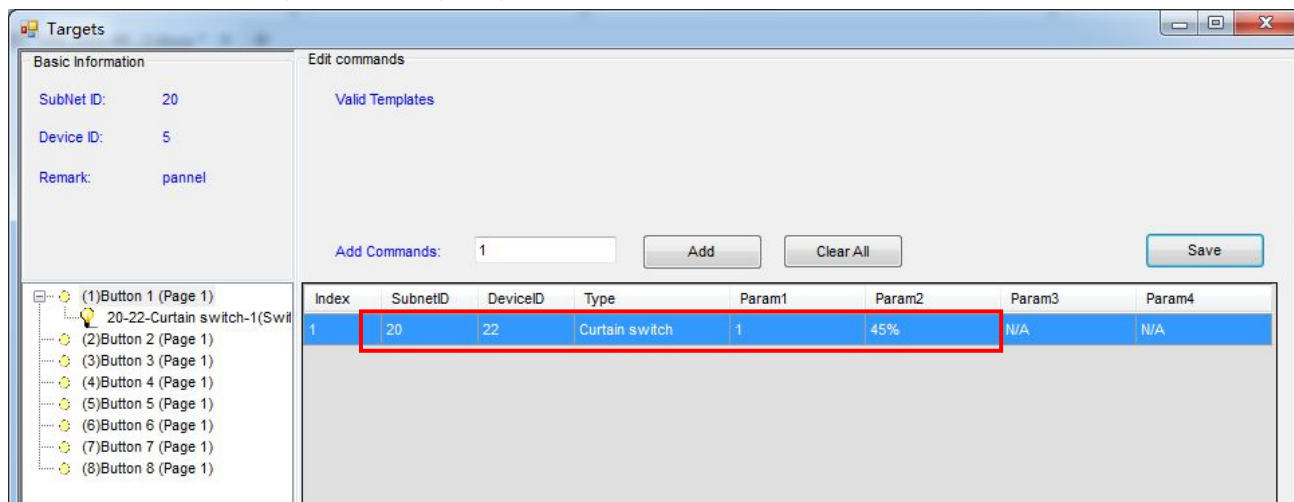 Targets
Basic Information
SubNet ID: 20
Device ID: 5
Remark: pannel
Edit commands
Valid Templates
Add Commands: 1 Add Clear All Save
(1)Button 1 (Page 1)
20-22-Curtain switch-1(Swit
(2)Button 2 (Page 1)
(3)Button 3 (Page 1)
(4)Button 4 (Page 1)
(5)Button 5 (Page 1)
(6)Button 6 (Page 1)
(7)Button 7 (Page 1)
(8)Button 8 (Page 1)
Index SubnetID DeviceID Type Param1 Param2 Param3 Param4
1 20 22 Curtain switch 1 45% N/A N/A